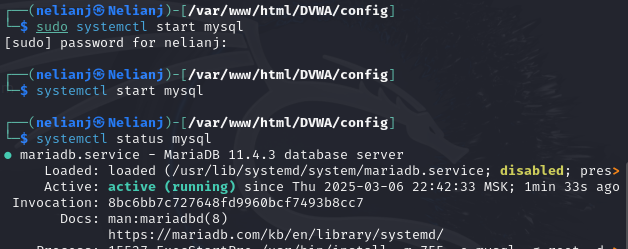 ┌──(nelianj㉿Nelianj)-[/var/www/html/DVWA/config]
└─$ sudo systemctl start mysql
[sudo] password for nelianj:
┌──(nelianj㉿Nelianj)-[/var/www/html/DVWA/config]
└─$ systemctl start mysql
┌──(nelianj㉿Nelianj)-[/var/www/html/DVWA/config]
└─$ systemctl status mysql
● mariadb.service - MariaDB 11.4.3 database server
Loaded: loaded (/usr/lib/systemd/system/mariadb.service; disabled; pres>
Active: active (running) since Thu 2025-03-06 22:42:33 MSK; 1min 33s ago
Invocation: 8bc6bb7c727648fd9960bcf7493b8cc7
Docs: man:mariadbd(8)
https://mariadb.com/kb/en/library/systemd/